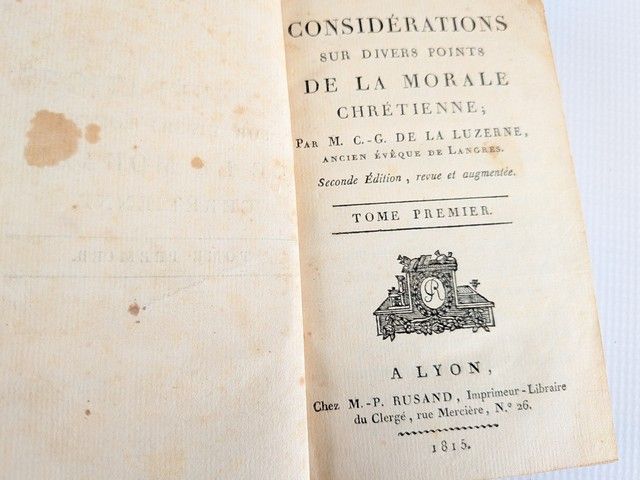 CONSIDÉRATIONS
SUR DIVERS POINTS
DE LA MORALE
CHRÉTIENNE;
PAR M. C.-G. DE LA LUZERNE,
ANCIEN ÉVÊQUE DE LANGRES.
Seconde Édition, revue et augmentée.
TOME PREMIER.
R
A LYON,
Chez M.-P. RUSAND, Imprimeur-Libraire
du Clergé, rue Mercière, N.° 26.
1815.